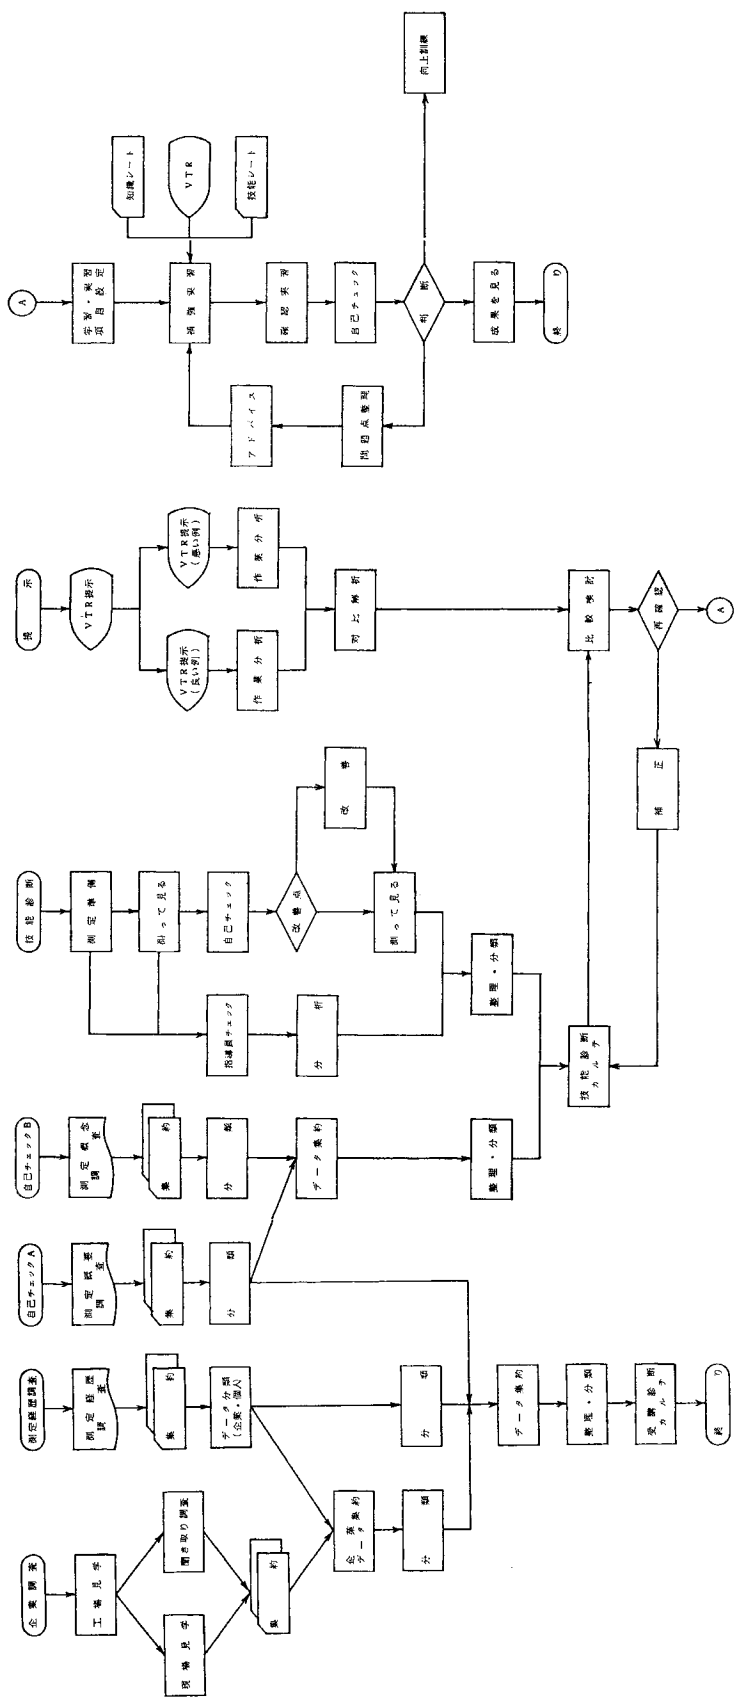 企業調査
工場見学
現場見学
聞き取り調査
集約
企業集約
データ
分類
測定経歴調査
測定経歴
調査
集約
データ分類
(企業・個人)
分類
データ集約
整理・分類
受講診断
カルテ
終り
自己チェックA
測定概要
調査
集約
分類
自己チェックB
測定概念
調査
集約
分類
データ集約
整理・分類
技能診断
測定準備
測って見る
自己チェック
改善点
改善
測って見る
指導員チェック
分析
整理・分類
技能診断
カルテ
提示
VTR提示
VTR提示
(良い例)
VTR提示
(悪い例)
作業分析
作業分析
対比解析
比較検討
再確認
補正
A
A
学習・実習
項目設定
知識シート
VTR
技能シート
補強実習
確認実習
自己チェック
判断
向上訓練
問題点整理
アドバイス
成果を見る
終り